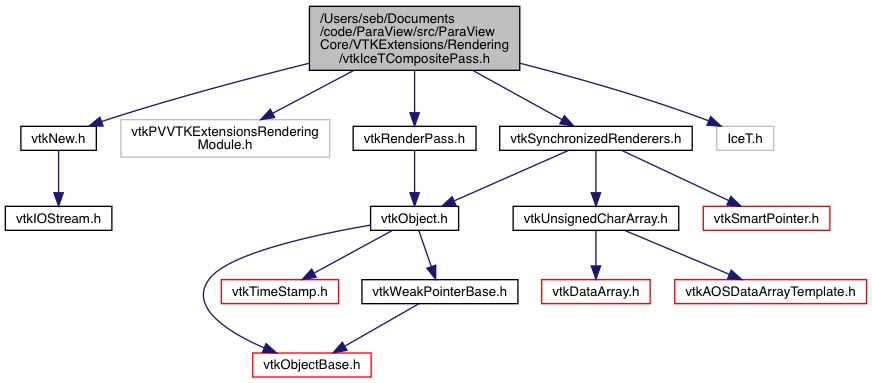 /Users/seb/Documents
/code/ParaView/src/ParaView
Core/VTKExtensions/Rendering
/vtkIceTCompositePass.h
vtkNew.h
vtkPVVTKExtensionsRendering
Module.h
vtkRenderPass.h
vtkSynchronizedRenderers.h
IceT.h
vtkIOStream.h
vtkObject.h
vtkUnsignedCharArray.h
vtkSmartPointer.h
vtkTimeStamp.h
vtkWeakPointerBase.h
vtkDataArray.h
vtkAOSDataArrayTemplate.h
vtkObjectBase.h